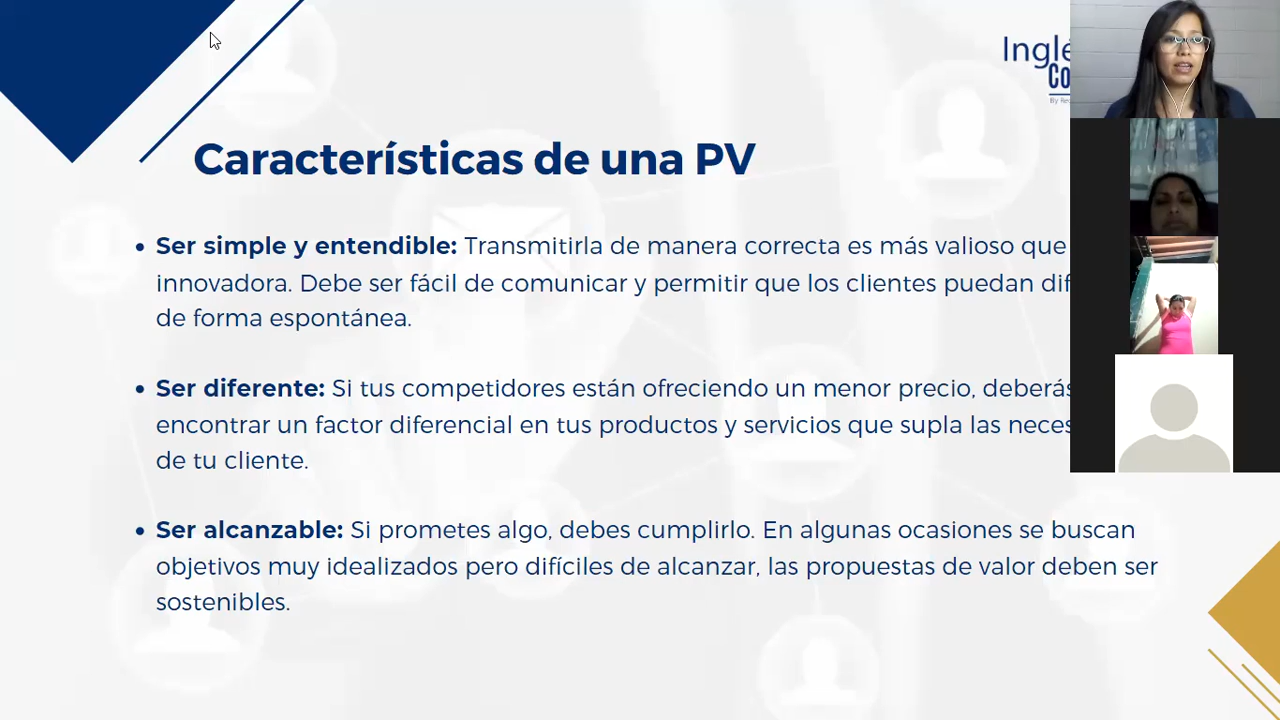 Características de una PV
• Ser simple y entendible: Transmitirla de manera correcta es más valioso que
innovadora. Debe ser fácil de comunicar y permitir que los clientes puedan
de forma espontánea.
• Ser diferente: Si tus competidores están ofreciendo un menor precio, deberás
encontrar un factor diferencial en tus productos y servicios que supla las
de tu cliente.
• Ser alcanzable: Si prometes algo, debes cumplirlo. En algunas ocasiones se buscan
objetivos muy idealizados pero difíciles de alcanzar, las propuestas de valor deben ser
sostenibles.